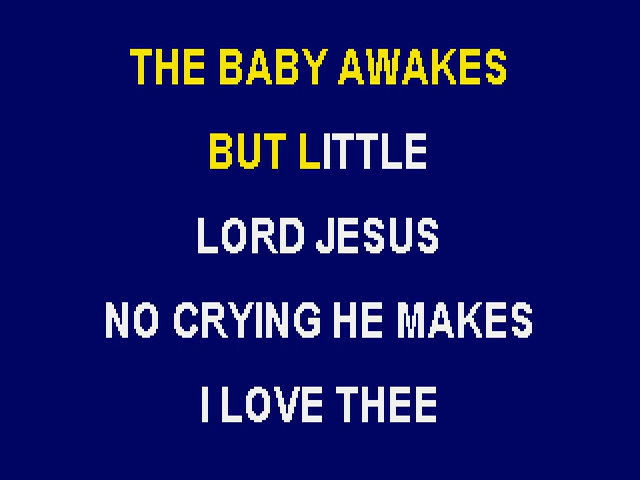 THE BABY AWAKES
BUT LITTLE
LORD JESUS
NO CRYING HE MAKES
I LOVE THEE